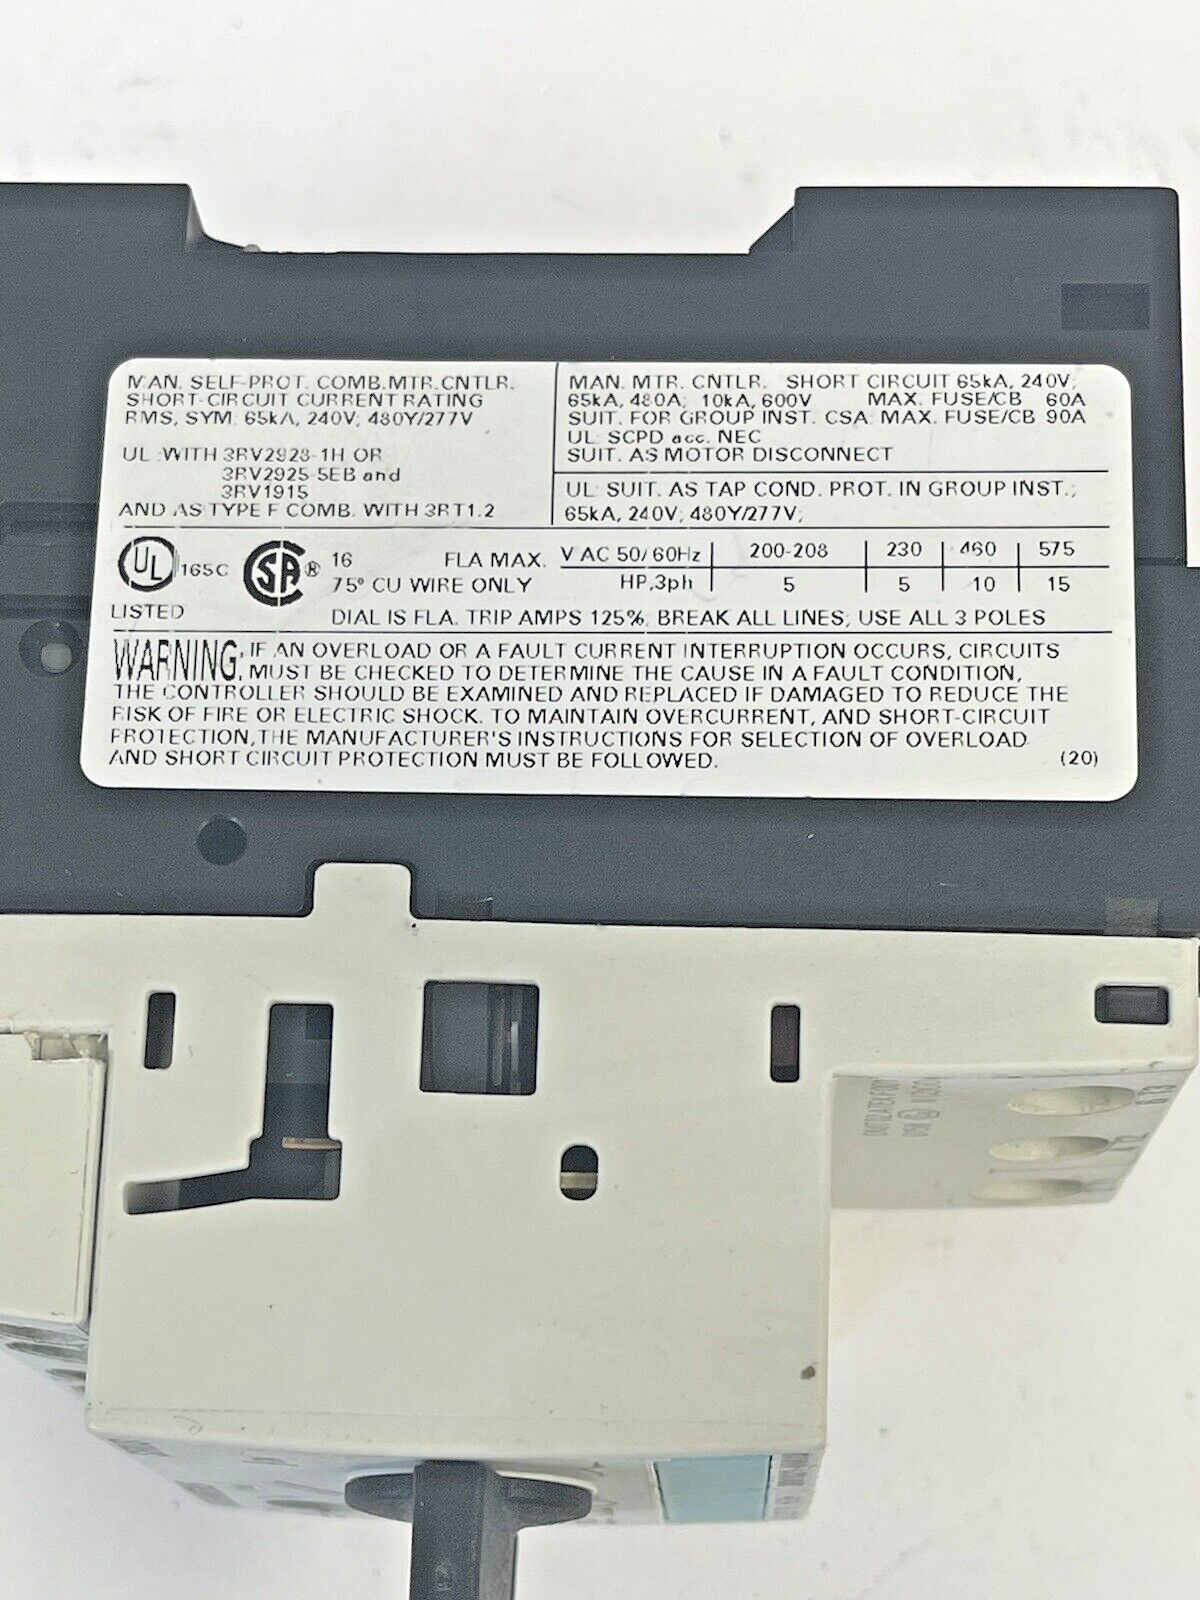 MAN. SELF-PROT. COMB.MTR.CNTLR.
SHORT-CIRCUIT CURRENT RATING
RMS, SYM: 65kA, 240V; 480Y/277V
UL :WITH 3RV2928-1H OR
3RV2925-5EB and
3RV1915
AND AS TYPE F COMB. WITH 3RT1.2
MAN. MTR. CNTLR. SHORT CIRCUIT 65kA, 240V;
65kA, 480A; 10kA, 600V MAX. FUSE/CB 60A
SUIT. FOR GROUP INST. CSA: MAX. FUSE/CB 90A
UL: SCPD acc. NEC
SUIT. AS MOTOR DISCONNECT
UL: SUIT. AS TAP COND. PROT. IN GROUP INST.;
65kA, 240V; 480Y/277V;
UL 165C
LISTED
SA ® 16 FLA MAX.
75° CU WIRE ONLY
V AC 50/60Hz 200-208 230 460 575
HP,3ph 5 5 10 15
DIAL IS FLA. TRIP AMPS 125%, BREAK ALL LINES; USE ALL 3 POLES
WARNING, IF AN OVERLOAD OR A FAULT CURRENT INTERRUPTION OCCURS, CIRCUITS
MUST BE CHECKED TO DETERMINE THE CAUSE IN A FAULT CONDITION,
THE CONTROLLER SHOULD BE EXAMINED AND REPLACED IF DAMAGED TO REDUCE THE
RISK OF FIRE OR ELECTRIC SHOCK. TO MAINTAIN OVERCURRENT, AND SHORT-CIRCUIT
PROTECTION,THE MANUFACTURER'S INSTRUCTIONS FOR SELECTION OF OVERLOAD
AND SHORT CIRCUIT PROTECTION MUST BE FOLLOWED. (20)